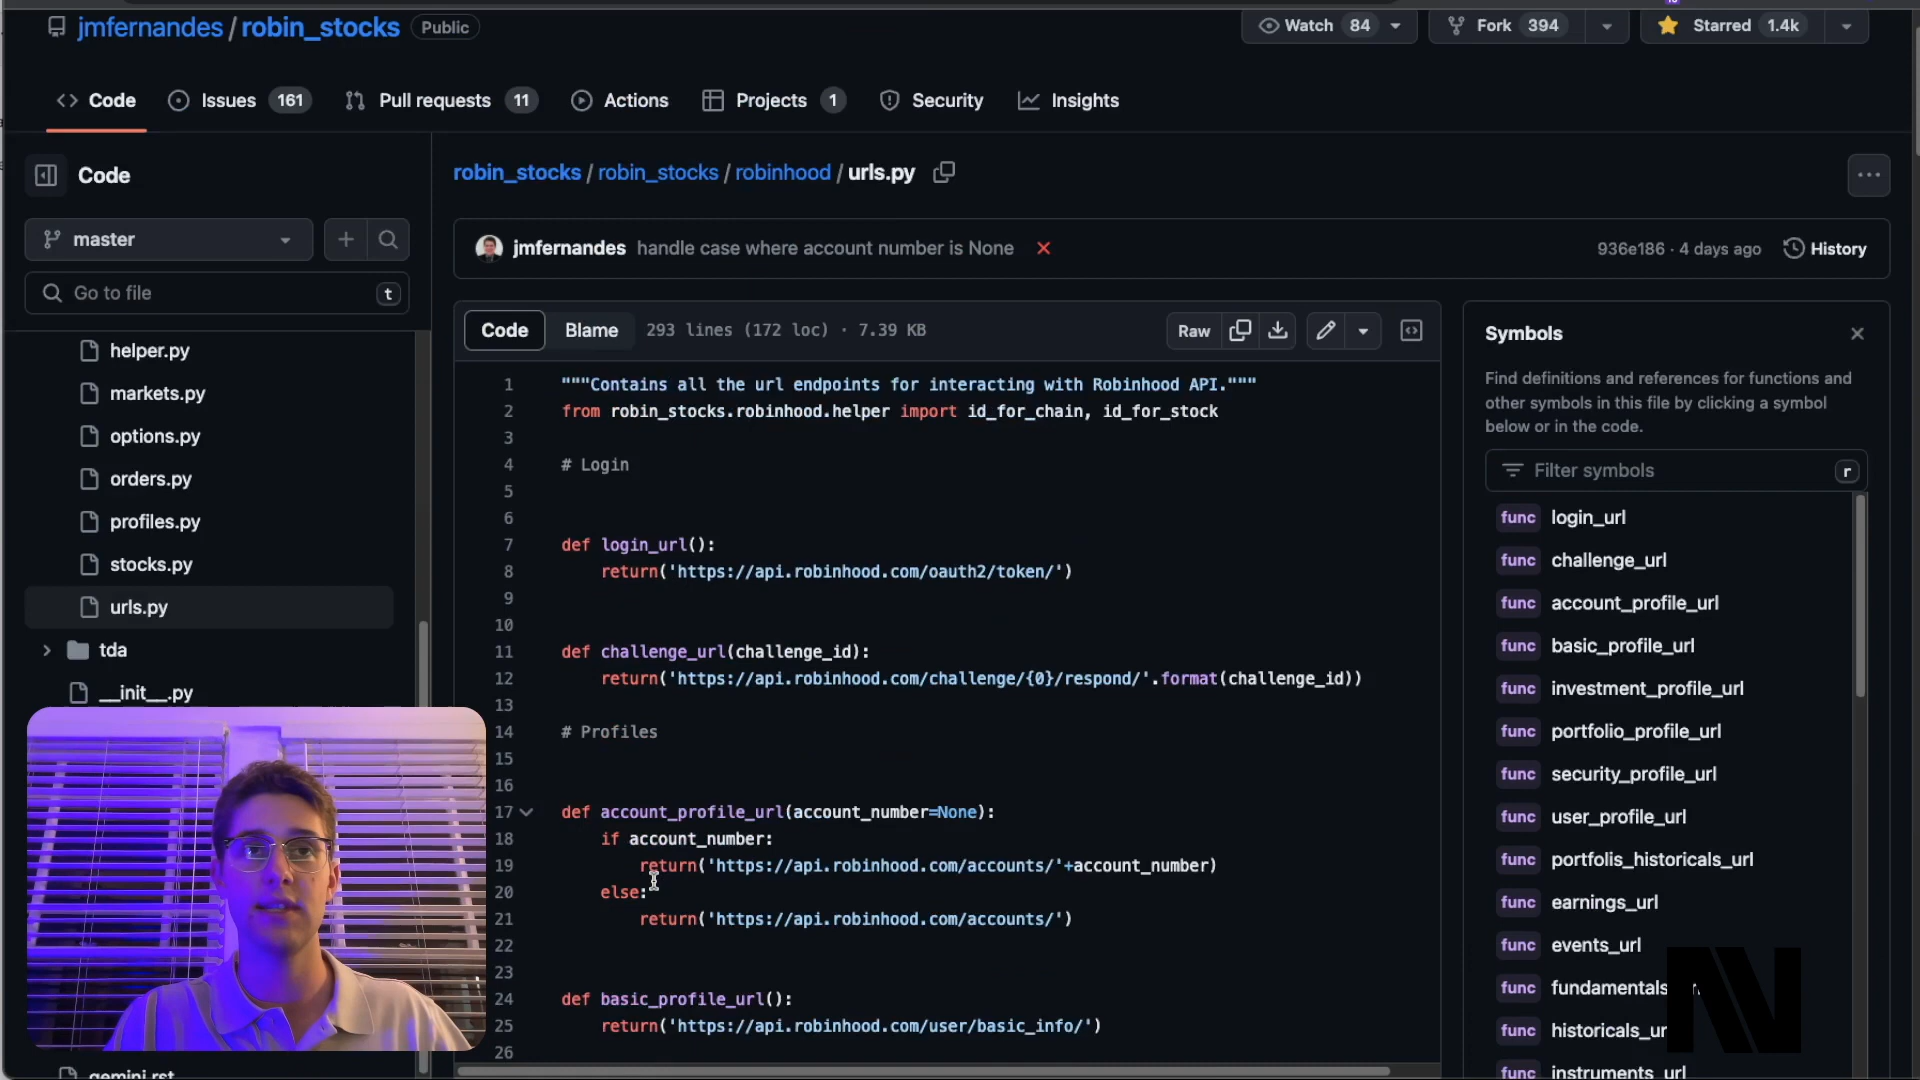 jmfernandes / robin_stocks Public
Watch 84
Fork 394
Starred 1.4k
Code
Issues 161
Pull requests 11
Actions
Projects 1
Security
Insights
Code
master
Go to file t
helper.py
markets.py
options.py
orders.py
profiles.py
stocks.py
urls.py
tda
__init__.py
gemini.rst
robin_stocks / robin_stocks / robinhood / urls.py
jmfernandes handle case where account number is None
936e186 · 4 days ago
History
Code Blame 293 lines (172 loc) · 7.39 KB
Raw
1 """Contains all the url endpoints for interacting with Robinhood API."""
2 from robin_stocks.robinhood.helper import id_for_chain, id_for_stock
3
4 # Login
5
6
7 def login_url():
8 return('https://api.robinhood.com/oauth2/token/')
9
10
11 def challenge_url(challenge_id):
12 return('https://api.robinhood.com/challenge/{0}/respond/'.format(challenge_id))
13
14 # Profiles
15
16
17 def account_profile_url(account_number=None):
18 if account_number:
19 return('https://api.robinhood.com/accounts/'+account_number)
20 else:
21 return('https://api.robinhood.com/accounts/')
22
23
24 def basic_profile_url():
25 return('https://api.robinhood.com/user/basic_info/')
26
Symbols
Find definitions and references for functions and
other symbols in this file by clicking a symbol
below or in the code.
Filter symbols r
func login_url
func challenge_url
func account_profile_url
func basic_profile_url
func investment_profile_url
func portfolio_profile_url
func security_profile_url
func user_profile_url
func portfolis_historicals_url
func earnings_url
func events_url
func fundamentals
func historicals_ur
func instruments_url
N